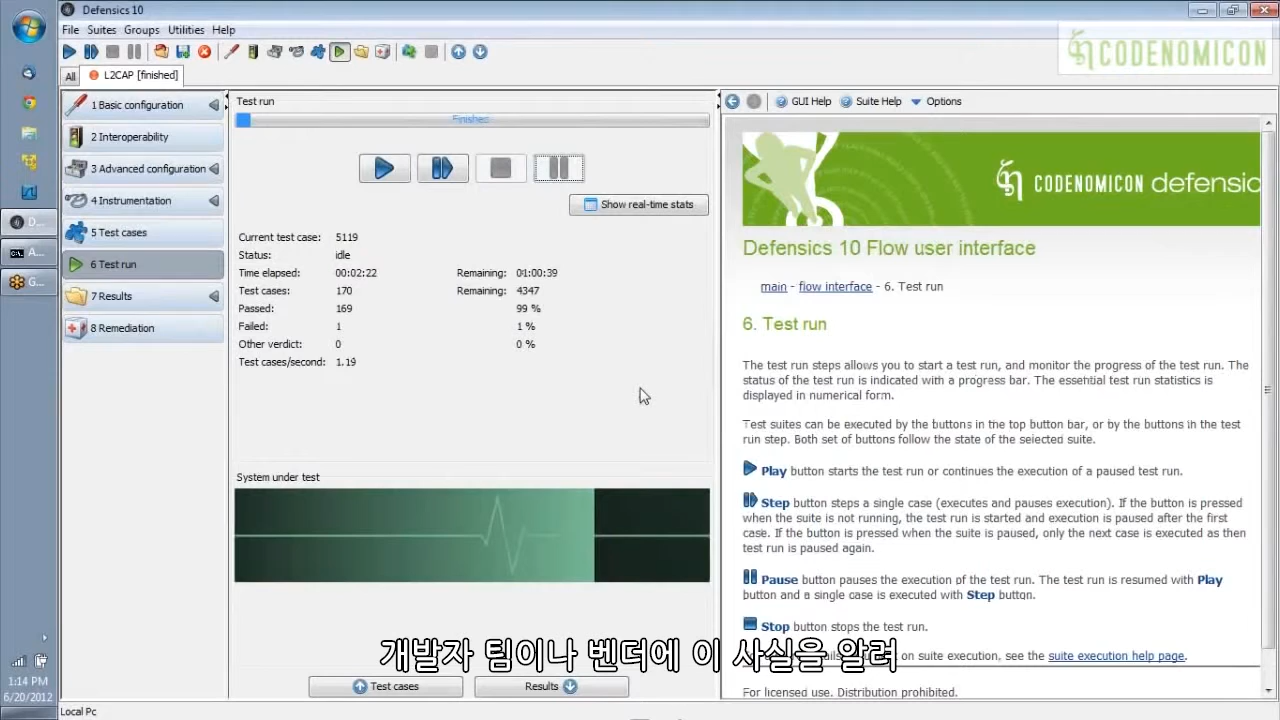 Defensics 10
File Suites Groups Utilities Help
CODENOMICON
All L2CAP [finished]
1 Basic configuration
2 Interoperability
3 Advanced configuration
4 Instrumentation
5 Test cases
6 Test run
7 Results
8 Remediation
Test run
Finished
Show real-time stats
Current test case: 5119
Status: idle
Time elapsed: 00:02:22 Remaining: 01:00:39
Test cases: 170 Remaining: 4347
Passed: 169 99 %
Failed: 1 1 %
Other verdict: 0 0 %
Test cases/second: 1.19
System under test
Test cases Results
GUI Help Suite Help Options
CODENOMICON defensic
Defensics 10 Flow user interface
main - flow interface - 6. Test run
6. Test run
The test run steps allows you to start a test run, and monitor the progress of the test run. The
status of the test run is indicated with a progress bar. The essential test run statistics is
displayed in numerical form.
Test suites can be executed by the buttons in the top button bar, or by the buttons in the test
run step. Both set of buttons follow the state of the selected suite.
Play button starts the test run or continues the execution of a paused test run.
Step button steps a single case (executes and pauses execution). If the button is pressed
when the suite is not running, the test run is started and execution is paused after the first
case. If the button is pressed when the suite is paused, only the next case is executed as then
test run is paused again.
Pause button pauses the execution of the test run. The test run is resumed with Play
button and a single case is executed with Step button.
Stop button stops the test run.
on suite execution, see the suite execution help page.
For licensed use. Distribution prohibited.
개발자 팀이나 벤더에 이 사실을 알려
D...
A...
G...
1:14 PM
6/20/2012
Local Pc